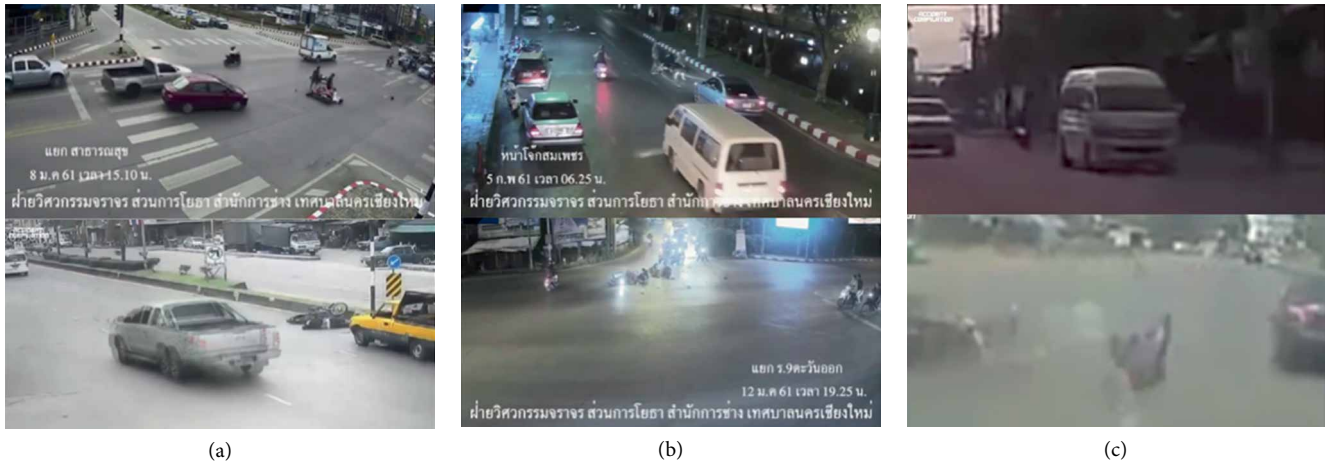 แยก สาธารณสุข
8 ม.ค 61 เวลา 15.10 น.
ฝ่ายวิศวกรรมจราจร ส่วนการโยธา สำนักการช่าง เทศบาลนครเชียงใหม่
หน้าโจ๊กสมเพชร
5 ก.พ 61 เวลา 06.25 น.
ฝ่ายวิศวกรรมจราจร ส่วนการโยธา สำนักการช่าง เทศบาลนครเชียงใหม่
แยก ร.9ตะวันออก
12 ม.ค 61 เวลา 19.25 น.
ฝ่ายวิศวกรรมจราจร ส่วนการโยธา สำนักการช่าง เทศบาลนครเชียงใหม่
ACCIDENT
COMPILATION
(a)
(b)
(c)